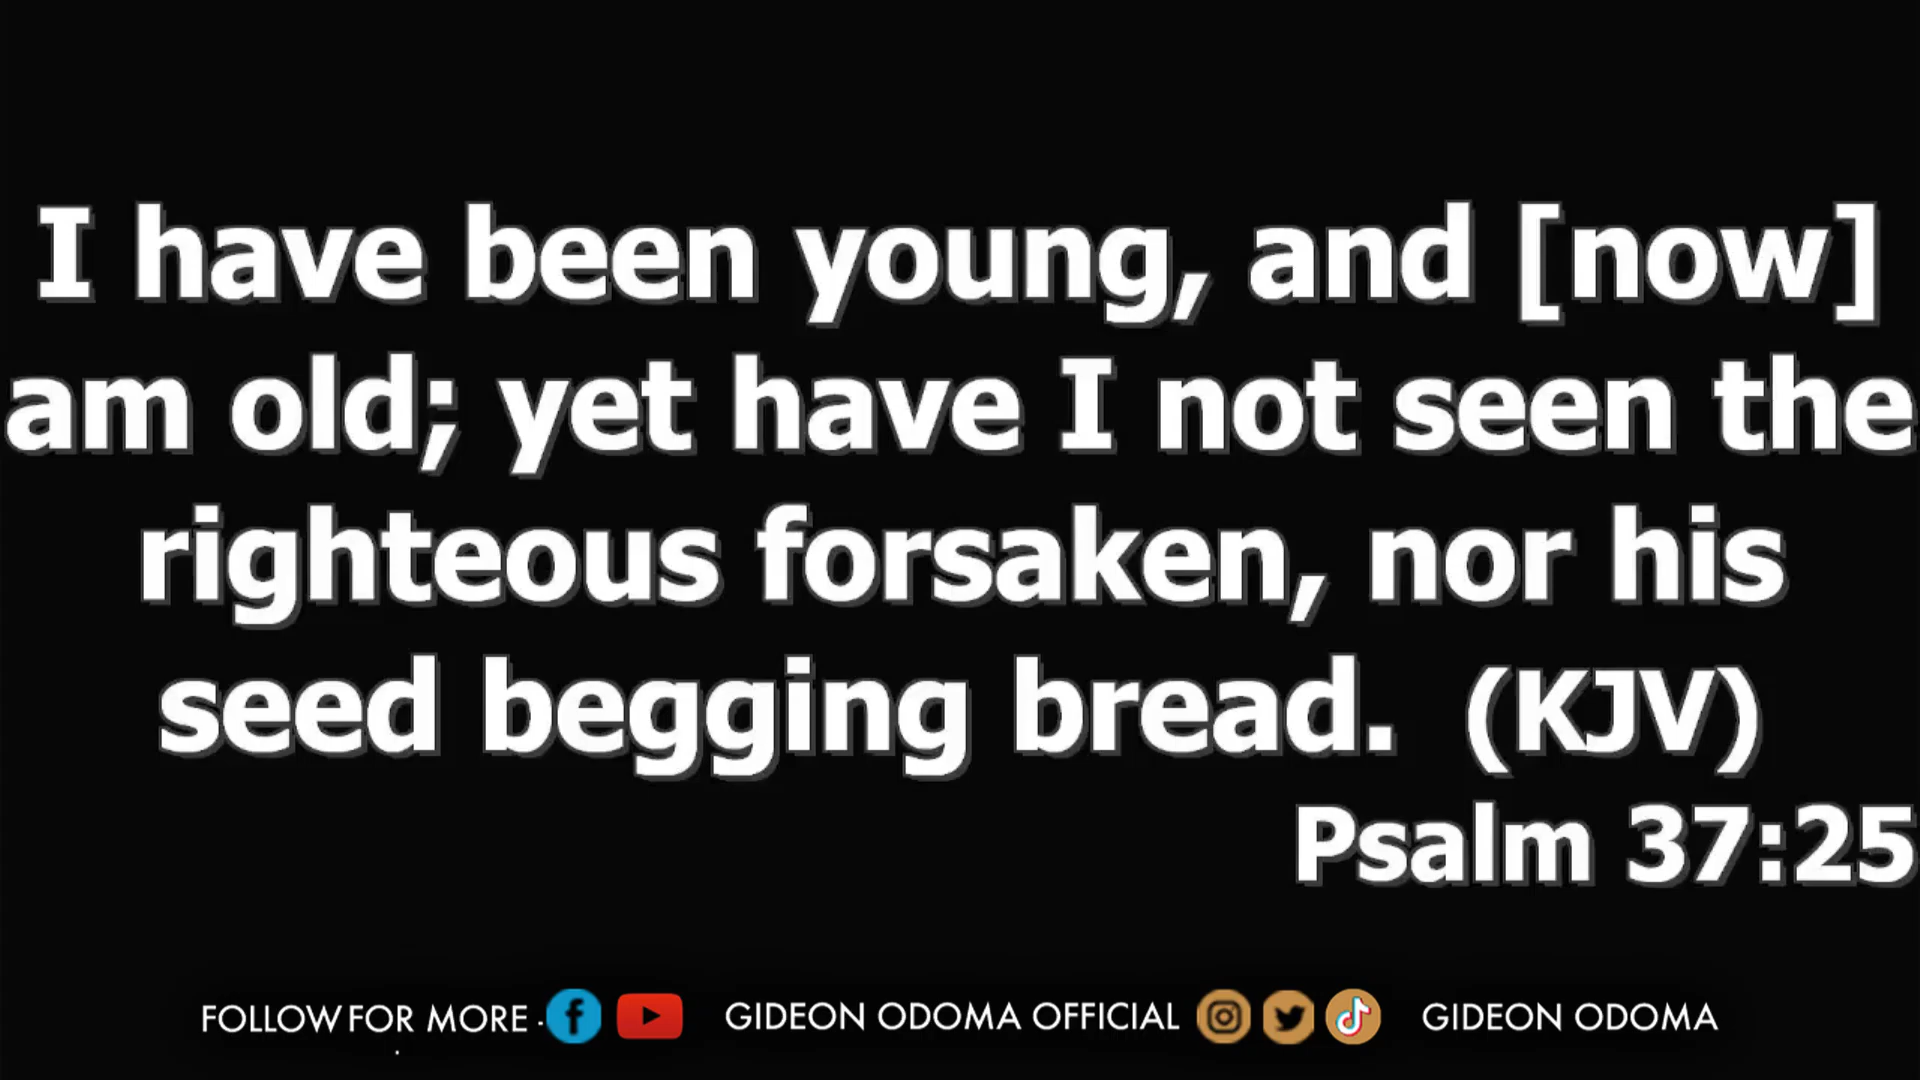 I have been young, and [now]
am old; yet have I not seen the
righteous forsaken, nor his
seed begging bread. (KJV)
Psalm 37:25
FOLLOW FOR MORE - GIDEON ODOMA OFFICIAL GIDEON ODOMA